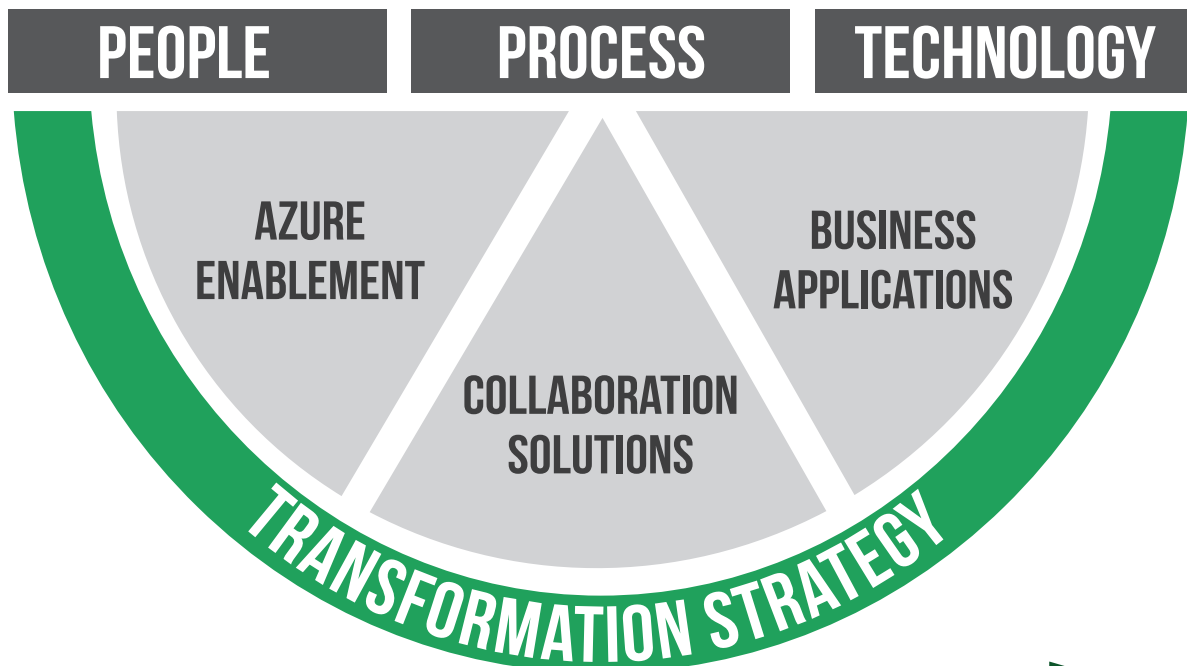 PEOPLE
PROCESS
TECHNOLOGY
AZURE
ENABLEMENT
BUSINESS
APPLICATIONS
COLLABORATION
SOLUTIONS
TRANSFORMATION STRATEGY